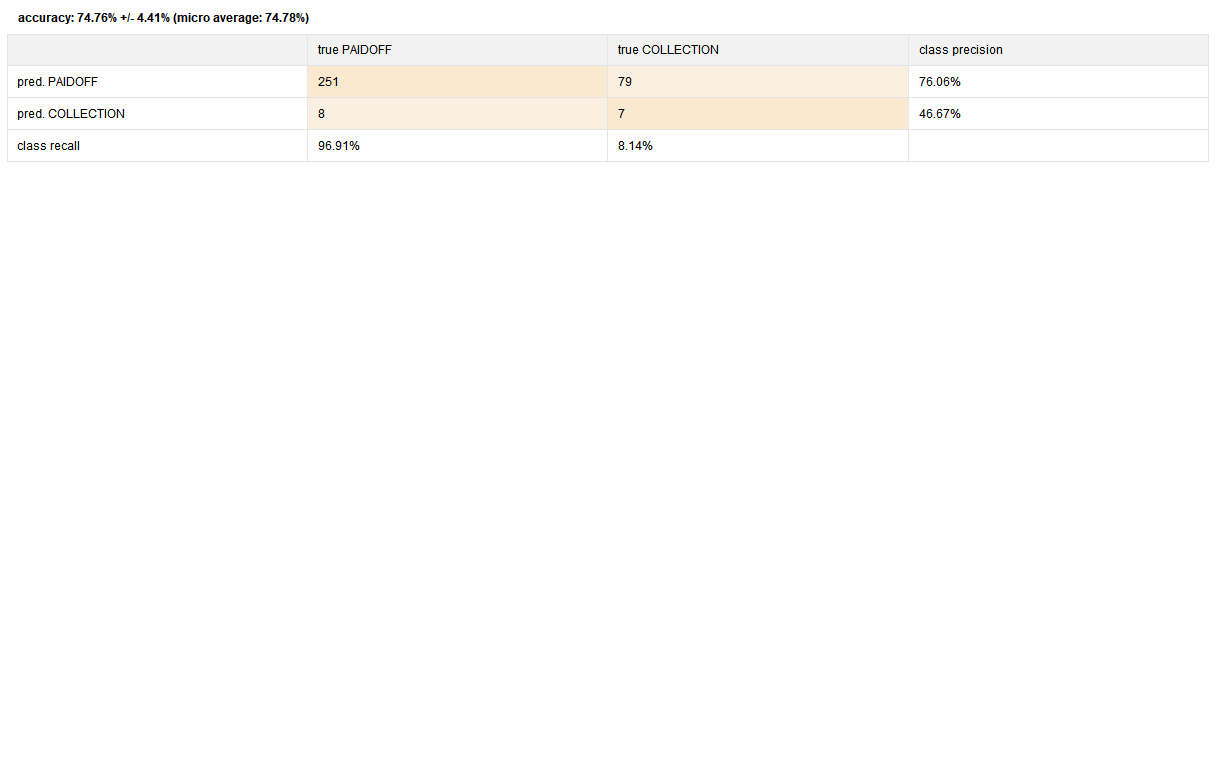 accuracy: 74.76% +/- 4.41% (micro average: 74.78%)
true PAIDOFF true COLLECTION class precision
pred. PAIDOFF 251 79 76.06%
pred. COLLECTION 8 7 46.67%
class recall 96.91% 8.14%